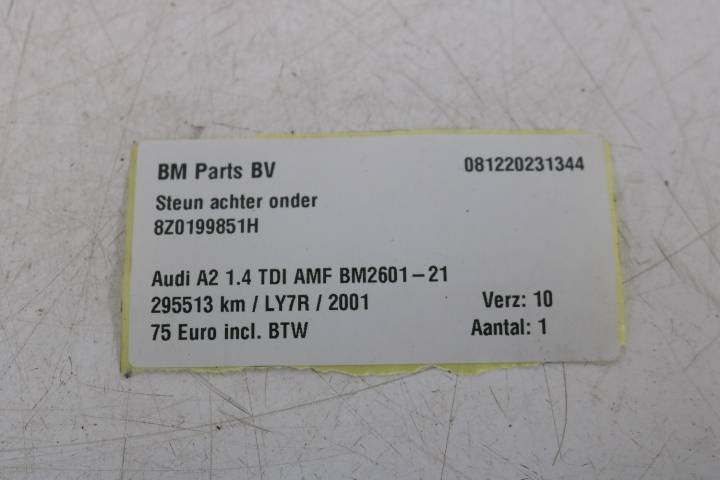 BM Parts BV 081220231344
Steun achter onder
8Z0199851H
Audi A2 1.4 TDI AMF BM2601-21
295513 km / LY7R / 2001 Verz: 10
75 Euro incl. BTW Aantal: 1